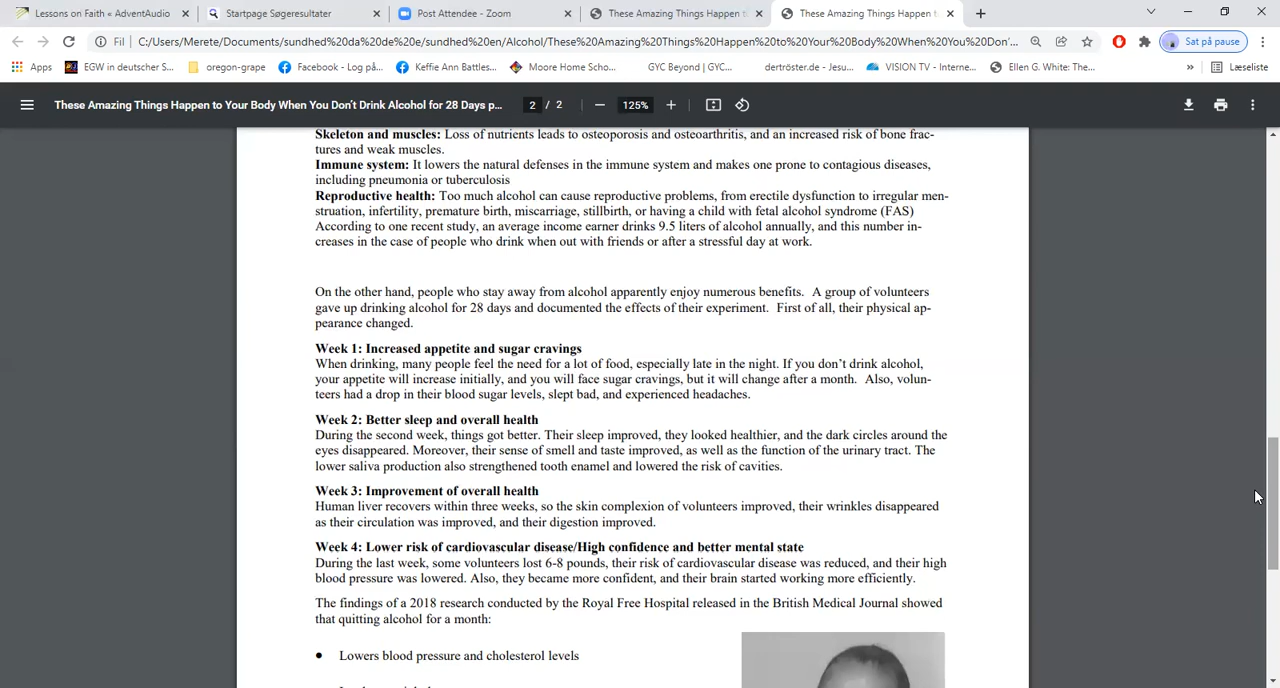 Lessons on Faith « AdventAudio
Startpage Søgeresultater
Post Attendee - Zoom
These Amazing Things Happen t
These Amazing Things Happen t
Fil
C:/Users/Merete/Documents/sundhed%20da%20de%20e/sundhed%20en/Alcohol/These%20Amazing%20Things%20Happen%20to%20Your%20Body%20When%20You%20Don'...
Sat på pause
Apps
EGW in deutscher S...
oregon-grape
Facebook - Log på...
Keffie Ann Battles...
Moore Home Scho...
GYC Beyond | GYC...
dertröster.de - Jesu...
VISION TV - Interne...
Ellen G. White: The...
»
Læseliste
These Amazing Things Happen to Your Body When You Don't Drink Alcohol for 28 Days p...
2 / 2
125%
Skeleton and muscles: Loss of nutrients leads to osteoporosis and osteoarthritis, and an increased risk of bone frac-
tures and weak muscles.
Immune system: It lowers the natural defenses in the immune system and makes one prone to contagious diseases,
including pneumonia or tuberculosis
Reproductive health: Too much alcohol can cause reproductive problems, from erectile dysfunction to irregular men-
struation, infertility, premature birth, miscarriage, stillbirth, or having a child with fetal alcohol syndrome (FAS)
According to one recent study, an average income earner drinks 9.5 liters of alcohol annually, and this number in-
creases in the case of people who drink when out with friends or after a stressful day at work.
On the other hand, people who stay away from alcohol apparently enjoy numerous benefits. A group of volunteers
gave up drinking alcohol for 28 days and documented the effects of their experiment. First of all, their physical ap-
pearance changed.
Week 1: Increased appetite and sugar cravings
When drinking, many people feel the need for a lot of food, especially late in the night. If you don't drink alcohol,
your appetite will increase initially, and you will face sugar cravings, but it will change after a month. Also, volun-
teers had a drop in their blood sugar levels, slept bad, and experienced headaches.
Week 2: Better sleep and overall health
During the second week, things got better. Their sleep improved, they looked healthier, and the dark circles around the
eyes disappeared. Moreover, their sense of smell and taste improved, as well as the function of the urinary tract. The
lower saliva production also strengthened tooth enamel and lowered the risk of cavities.
Week 3: Improvement of overall health
Human liver recovers within three weeks, so the skin complexion of volunteers improved, their wrinkles disappeared
as their circulation was improved, and their digestion improved.
Week 4: Lower risk of cardiovascular disease/High confidence and better mental state
During the last week, some volunteers lost 6-8 pounds, their risk of cardiovascular disease was reduced, and their high
blood pressure was lowered. Also, they became more confident, and their brain started working more efficiently.
The findings of a 2018 research conducted by the Royal Free Hospital released in the British Medical Journal showed
that quitting alcohol for a month:
• Lowers blood pressure and cholesterol levels